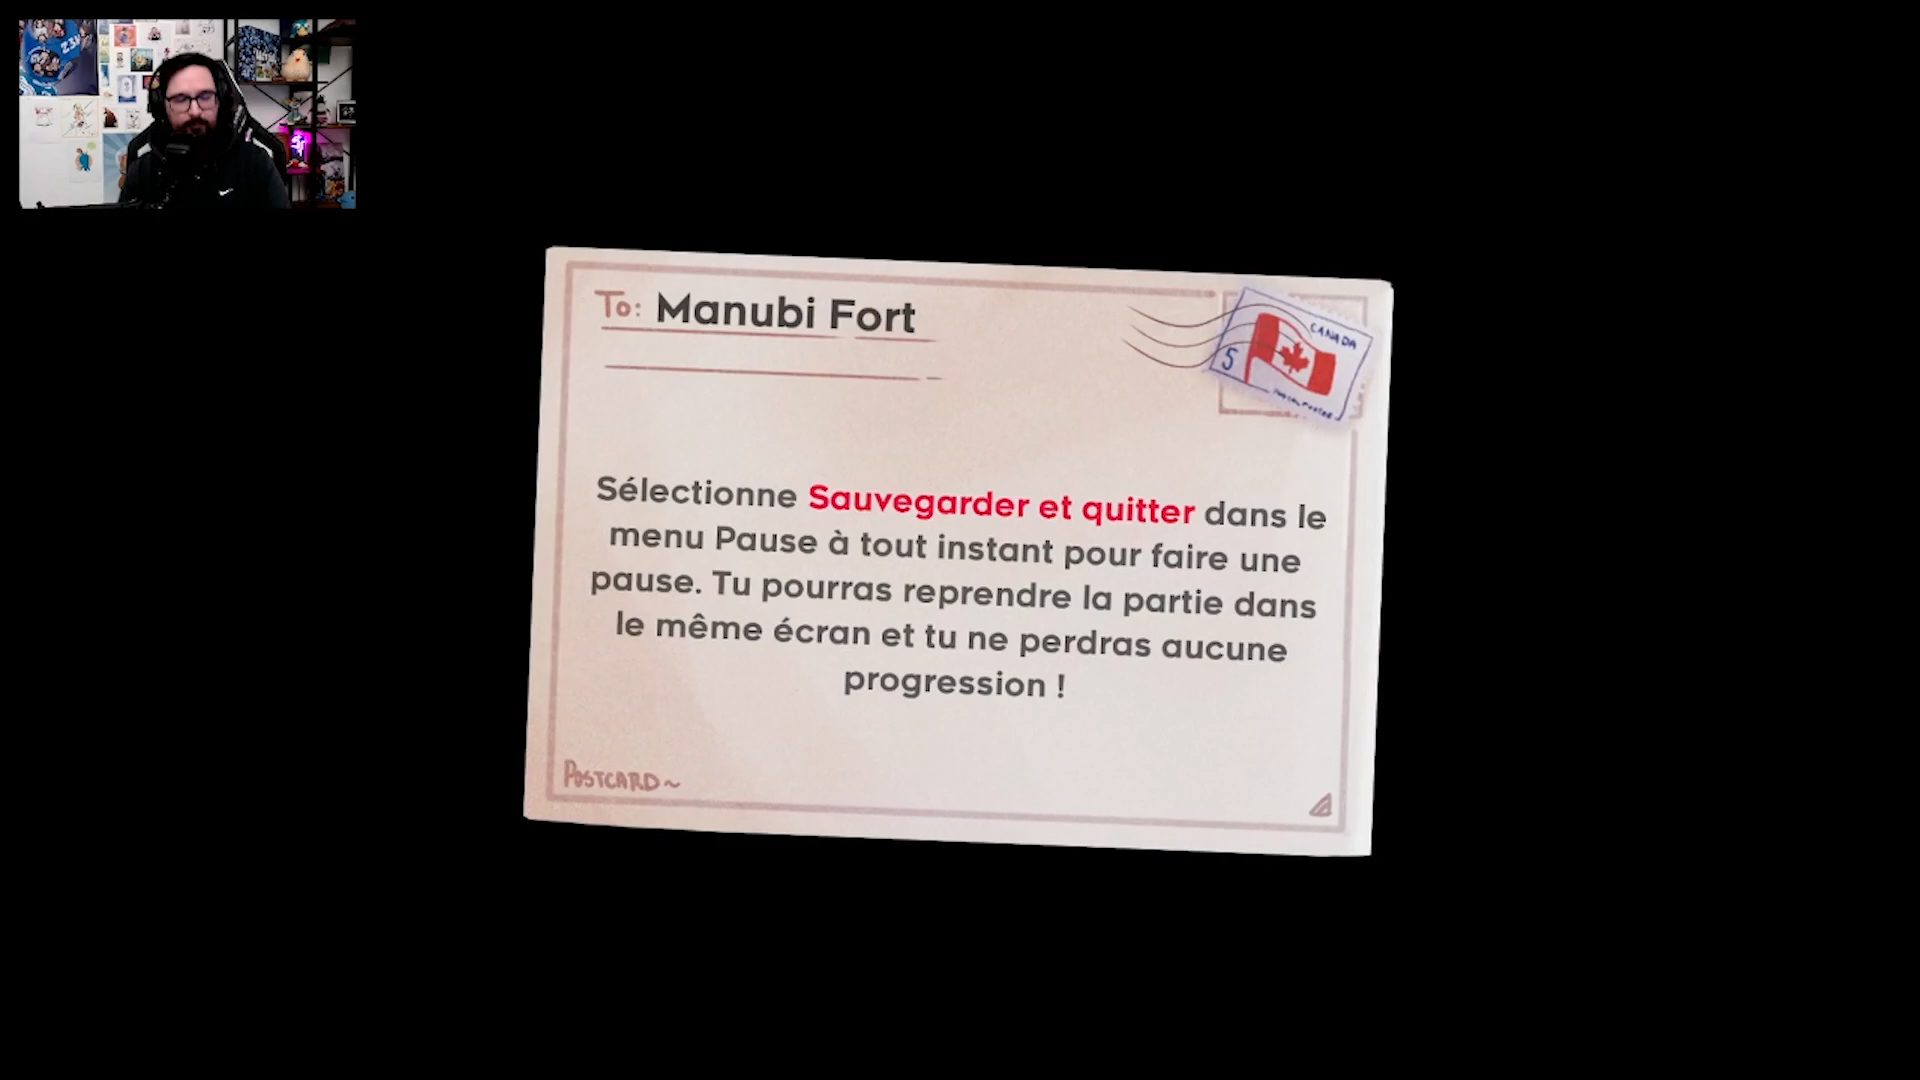 To: Manubi Fort
CANADA
5
Sélectionne Sauvegarder et quitter dans le
menu Pause à tout instant pour faire une
pause. Tu pourras reprendre la partie dans
le même écran et tu ne perdras aucune
progression !
POSTCARD~